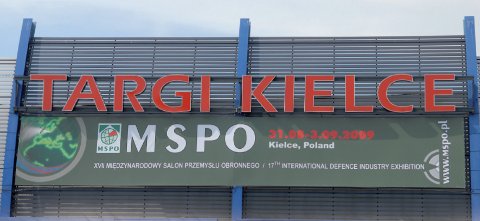 TARGI KIELCE
MSPO
MSPO
31.08-3.09.2009
Kielce, Poland
XVII MIĘDZYNARODOWY SALON PRZEMYSŁU OBRONNEGO / 17TH INTERNATIONAL DEFENCE INDUSTRY EXHIBITION
www.mspo.pl